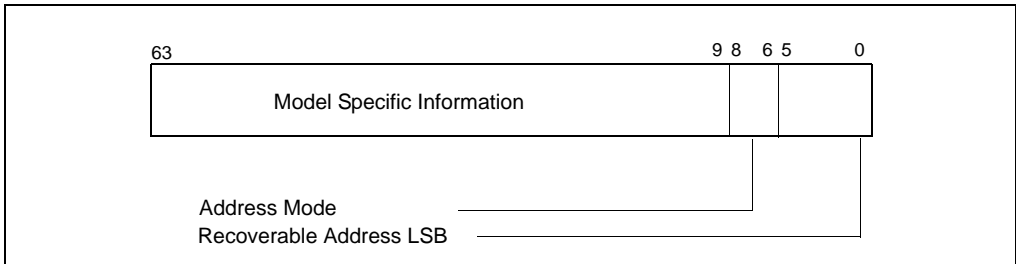 63 9 8 6 5 0
Model Specific Information
Address Mode
Recoverable Address LSB